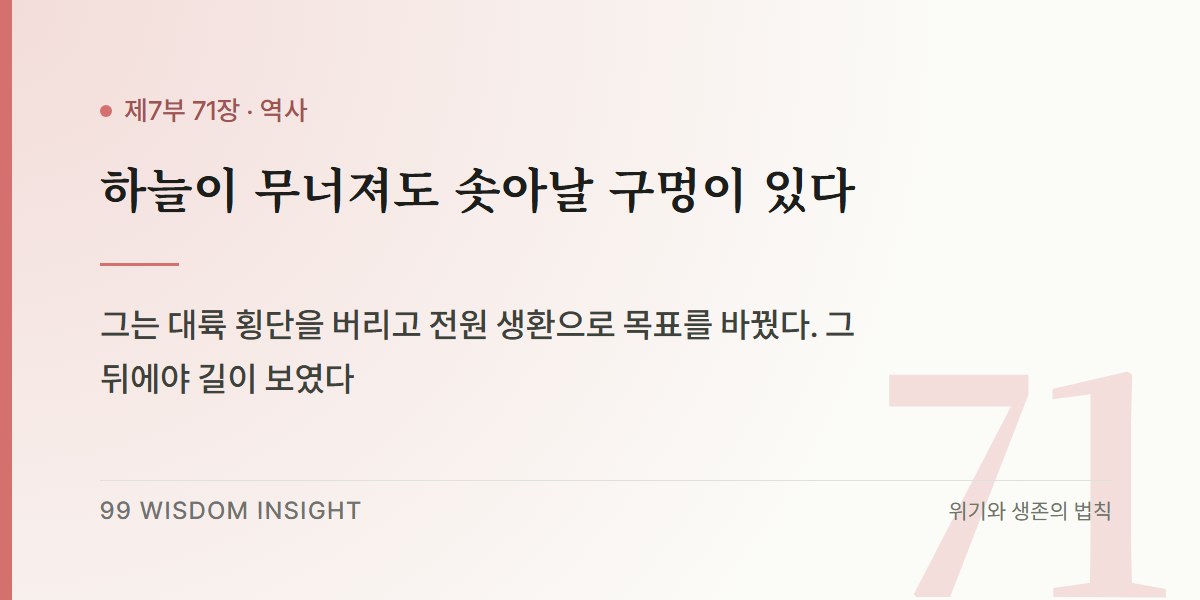 제7부 71장 · 역사
하늘이 무너져도 솟아날 구멍이 있다
그는 대륙 횡단을 버리고 전원 생환으로 목표를 바꿨다. 그
뒤에야 길이 보였다
71
99 WISDOM INSIGHT
위기와 생존의 법칙